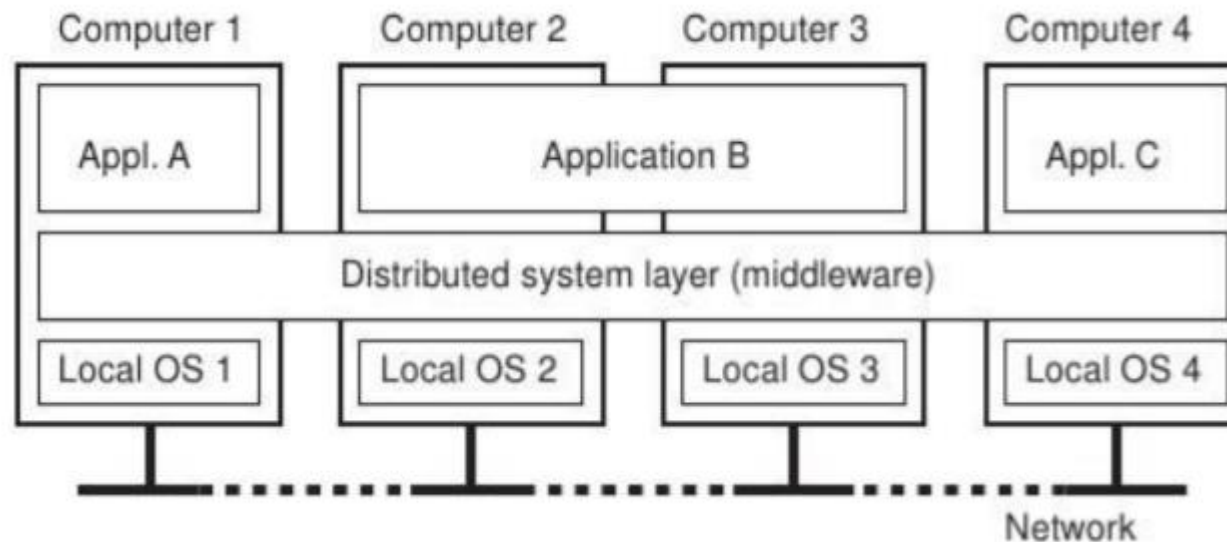 Computer 1
Computer 2
Computer 3
Computer 4
Appl. A
Application B
Appl. C
Distributed system layer (middleware)
Local OS 1
Local OS 2
Local OS 3
Local OS 4
Network